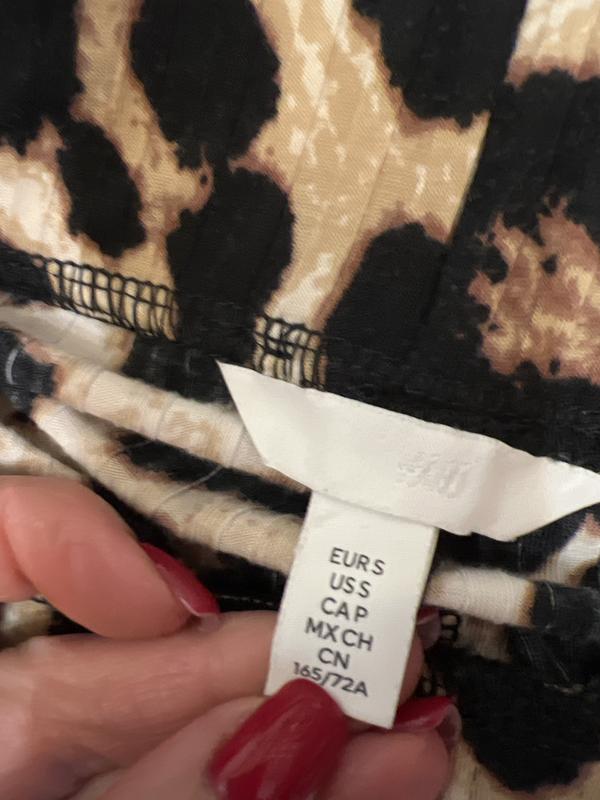 EUR S
US S
CA P
MX CH
CN
165/72A